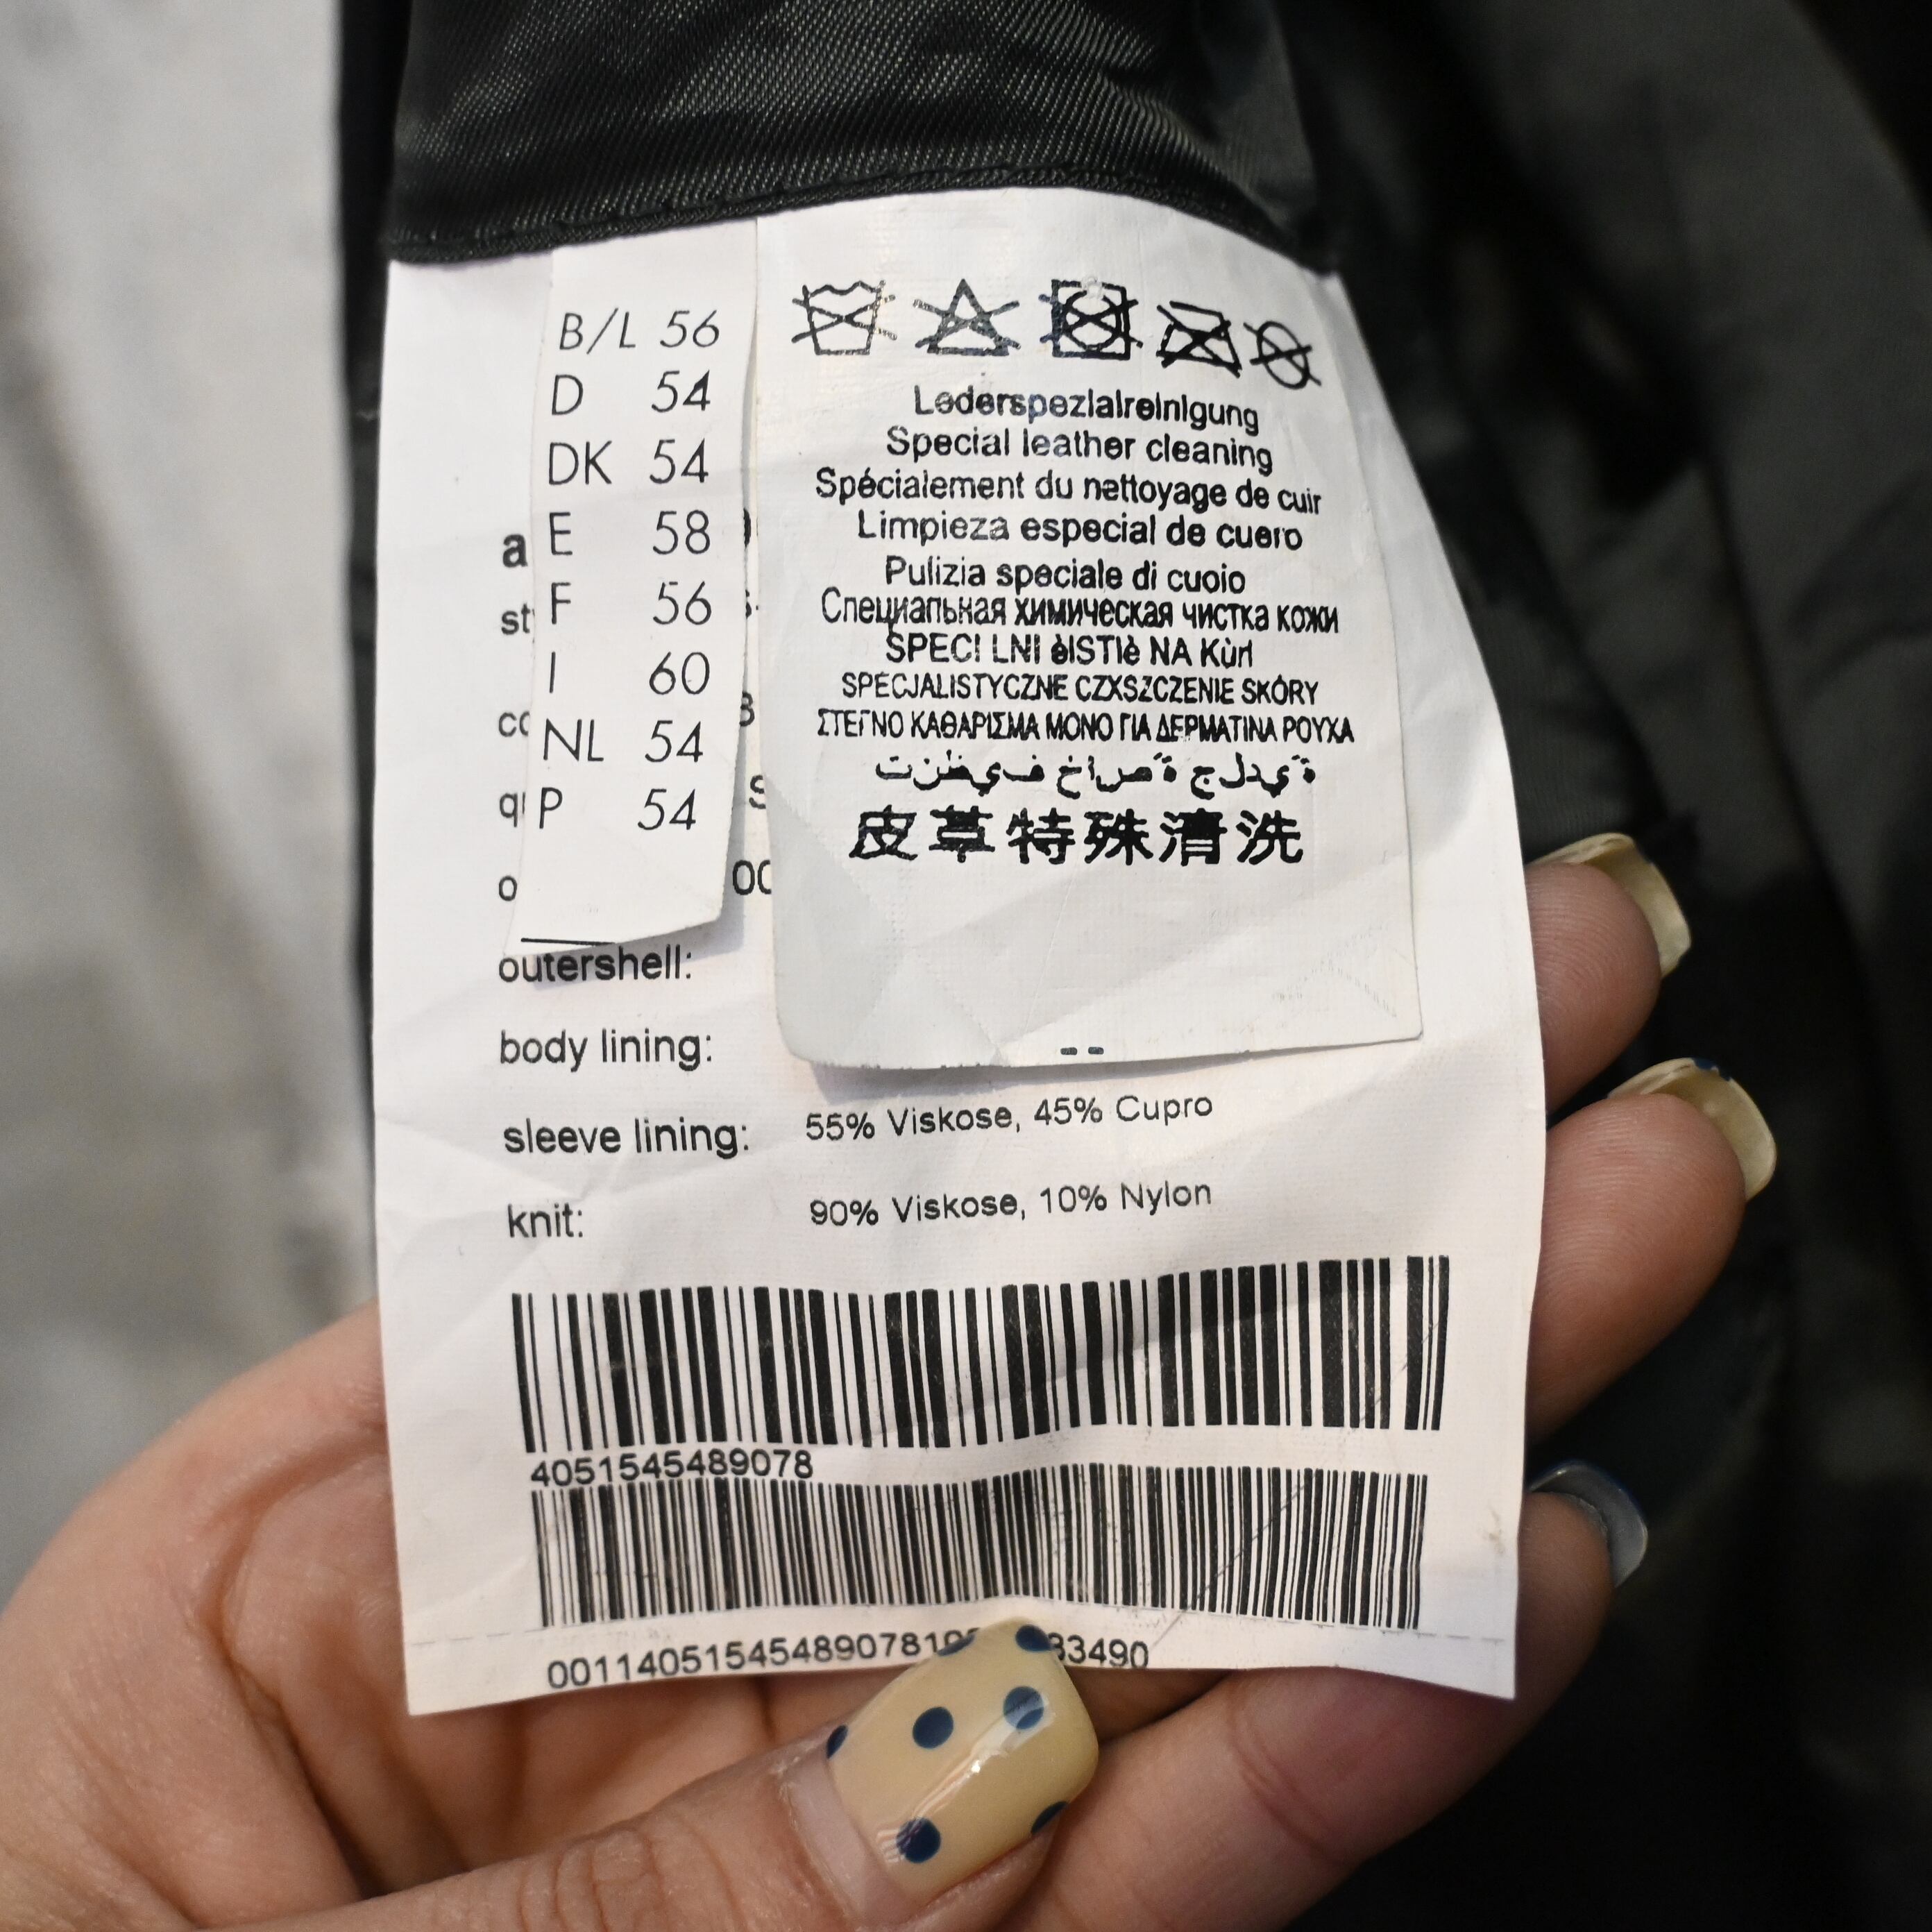 B/L 56
D 54
DK 54
E 58
F 56
I 60
NL 54
P 54
Lederspezialreinigung
Special leather cleaning
Spécialement du nettoyage de cuir
Limpieza especial de cuero
Pulizia speciale di cuoio
Специапьная химическая чистка кожи
SPECI LNI èISTIè NA Kùrl
SPECJALISTYCZNE CZXSZCZENIE SKÓRY
ΣΤΕΓΝΟ ΚΑΘΑΡΙΣΜΑ ΜΟΝΟ ΓΙΑ ΔΕΡΜΑΤΙΝΑ ΡΟΥΧΑ
皮草特殊清洗
outershell:
body lining: --
sleeve lining: 55% Viskose, 45% Cupro
knit: 90% Viskose, 10% Nylon
4051545489078